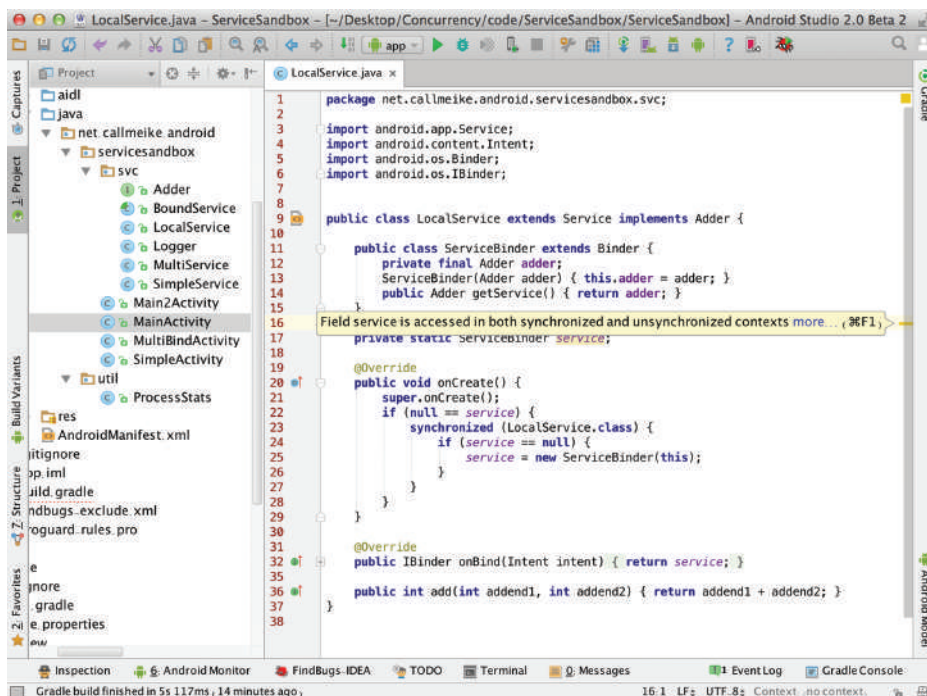 LocalService.java - ServiceSandbox - [~/Desktop/Concurrency/code/ServiceSandbox/ServiceSandbox] - Android Studio 2.0 Beta 2
app
Project
LocalService.java ×
Captures
1: Project
Build Variants
7: Structure
2: Favorites
aidl
java
net.callmeike.android
servicesandbox
svc
Adder
BoundService
LocalService
Logger
MultiService
SimpleService
Main2Activity
MainActivity
MultiBindActivity
SimpleActivity
util
ProcessStats
res
AndroidManifest.xml
itignore
pp.iml
uild.gradle
ndbugs-exclude.xml
roguard-rules.pro
e
gnore
.gradle
e.properties
1 package net.callmeike.android.servicesandbox.svc;
2
3 import android.app.Service;
4 import android.content.Intent;
5 import android.os.Binder;
6 import android.os.IBinder;
7
8
9 public class LocalService extends Service implements Adder {
10
11 public class ServiceBinder extends Binder {
12 private final Adder adder;
13 ServiceBinder(Adder adder) { this.adder = adder; }
14 public Adder getService() { return adder; }
15 }
16 Field service is accessed in both synchronized and unsynchronized contexts more... (⌘F1)
17 private static ServiceBinder service;
18
19 @Override
20 public void onCreate() {
21 super.onCreate();
22 if (null == service) {
23 synchronized (LocalService.class) {
24 if (service == null) {
25 service = new ServiceBinder(this);
26 }
27 }
28 }
29 }
30
31 @Override
32 public IBinder onBind(Intent intent) { return service; }
35
36 public int add(int addend1, int addend2) { return addend1 + addend2; }
37 }
38
Gradle
Android Model
Inspection
6: Android Monitor
FindBugs-IDEA
TODO
Terminal
0: Messages
1 Event Log
Gradle Console
Gradle build finished in 5s 117ms (14 minutes ago)
16:1 LF÷ UTF-8÷ Context: <no context>